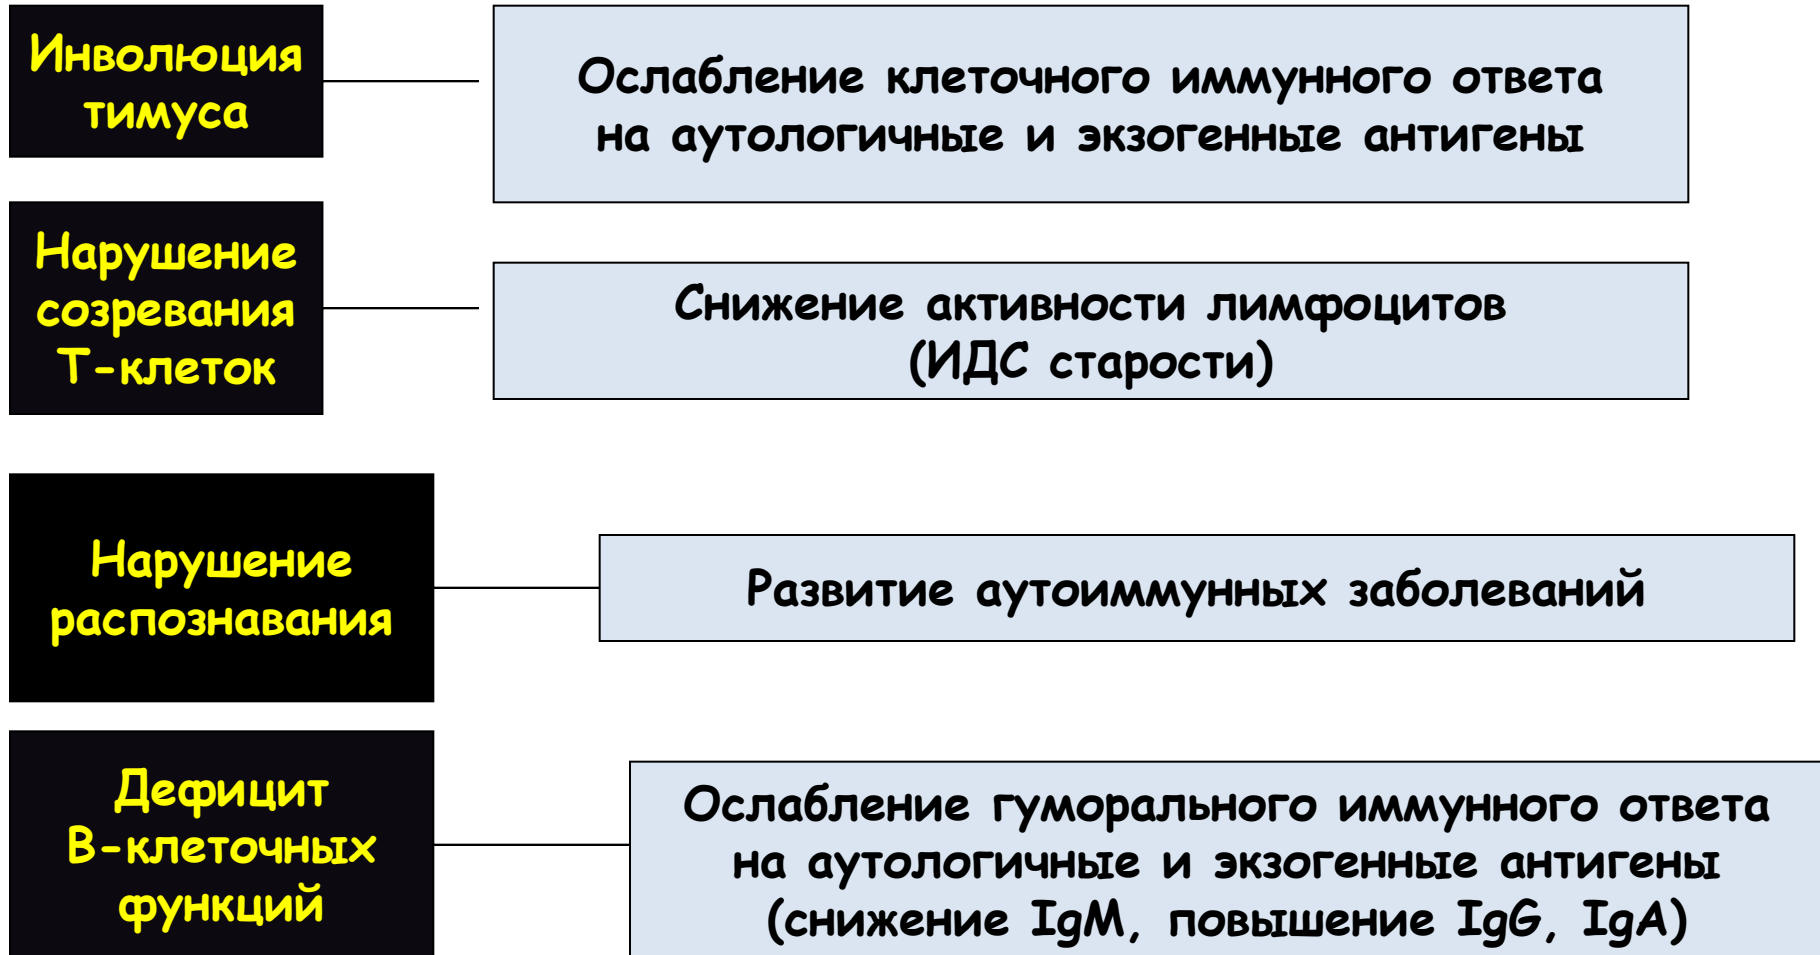 Инволюция
тимуса
Ослабление клеточного иммунного ответа
на аутологичные и экзогенные антигены
Нарушение
созревания
Т-клеток
Снижение активности лимфоцитов
(ИДС старости)
Нарушение
распознавания
Развитие аутоиммунных заболеваний
Дефицит
В-клеточных
функций
Ослабление гуморального иммунного ответа
на аутологичные и экзогенные антигены
(снижение IgM, повышение IgG, IgA)